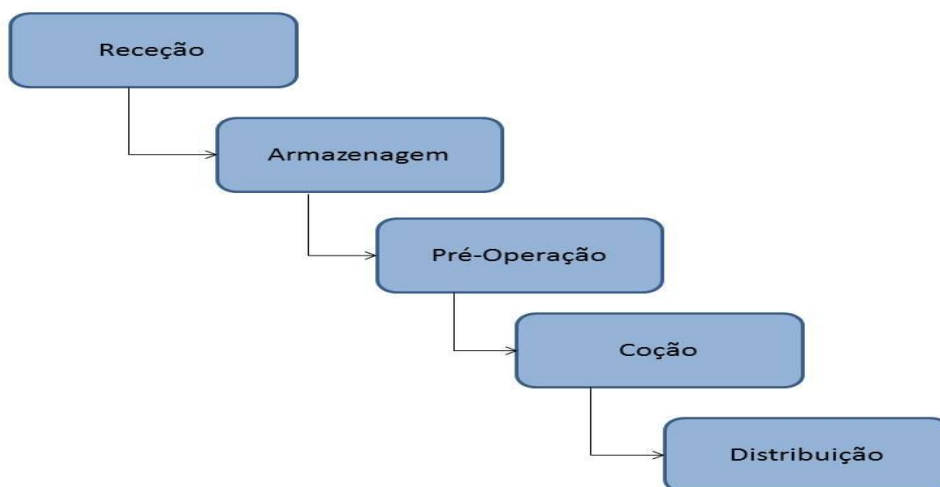 Receção
Armazenagem
Pré-Operação
Coção
Distribuição